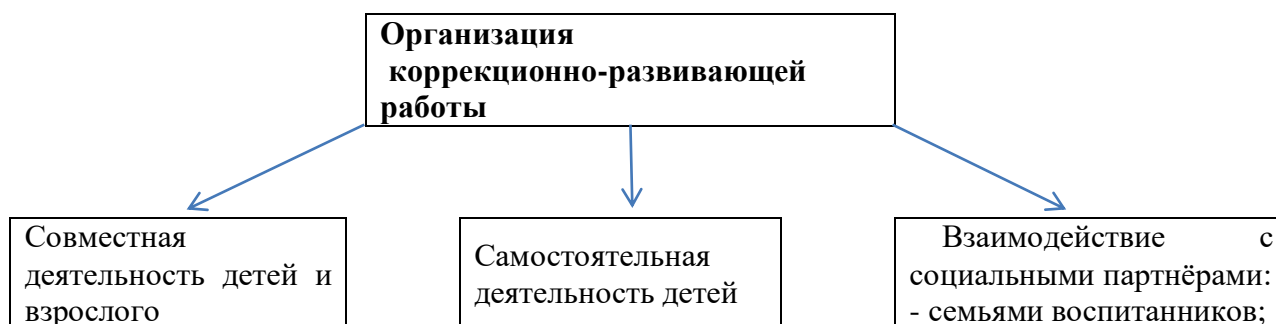 Организация
коррекционно-развивающей
работы
Совместная
деятельность детей и
взрослого
Самостоятельная
деятельность детей
Взаимодействие с
социальными партнёрами:
- семьями воспитанников;